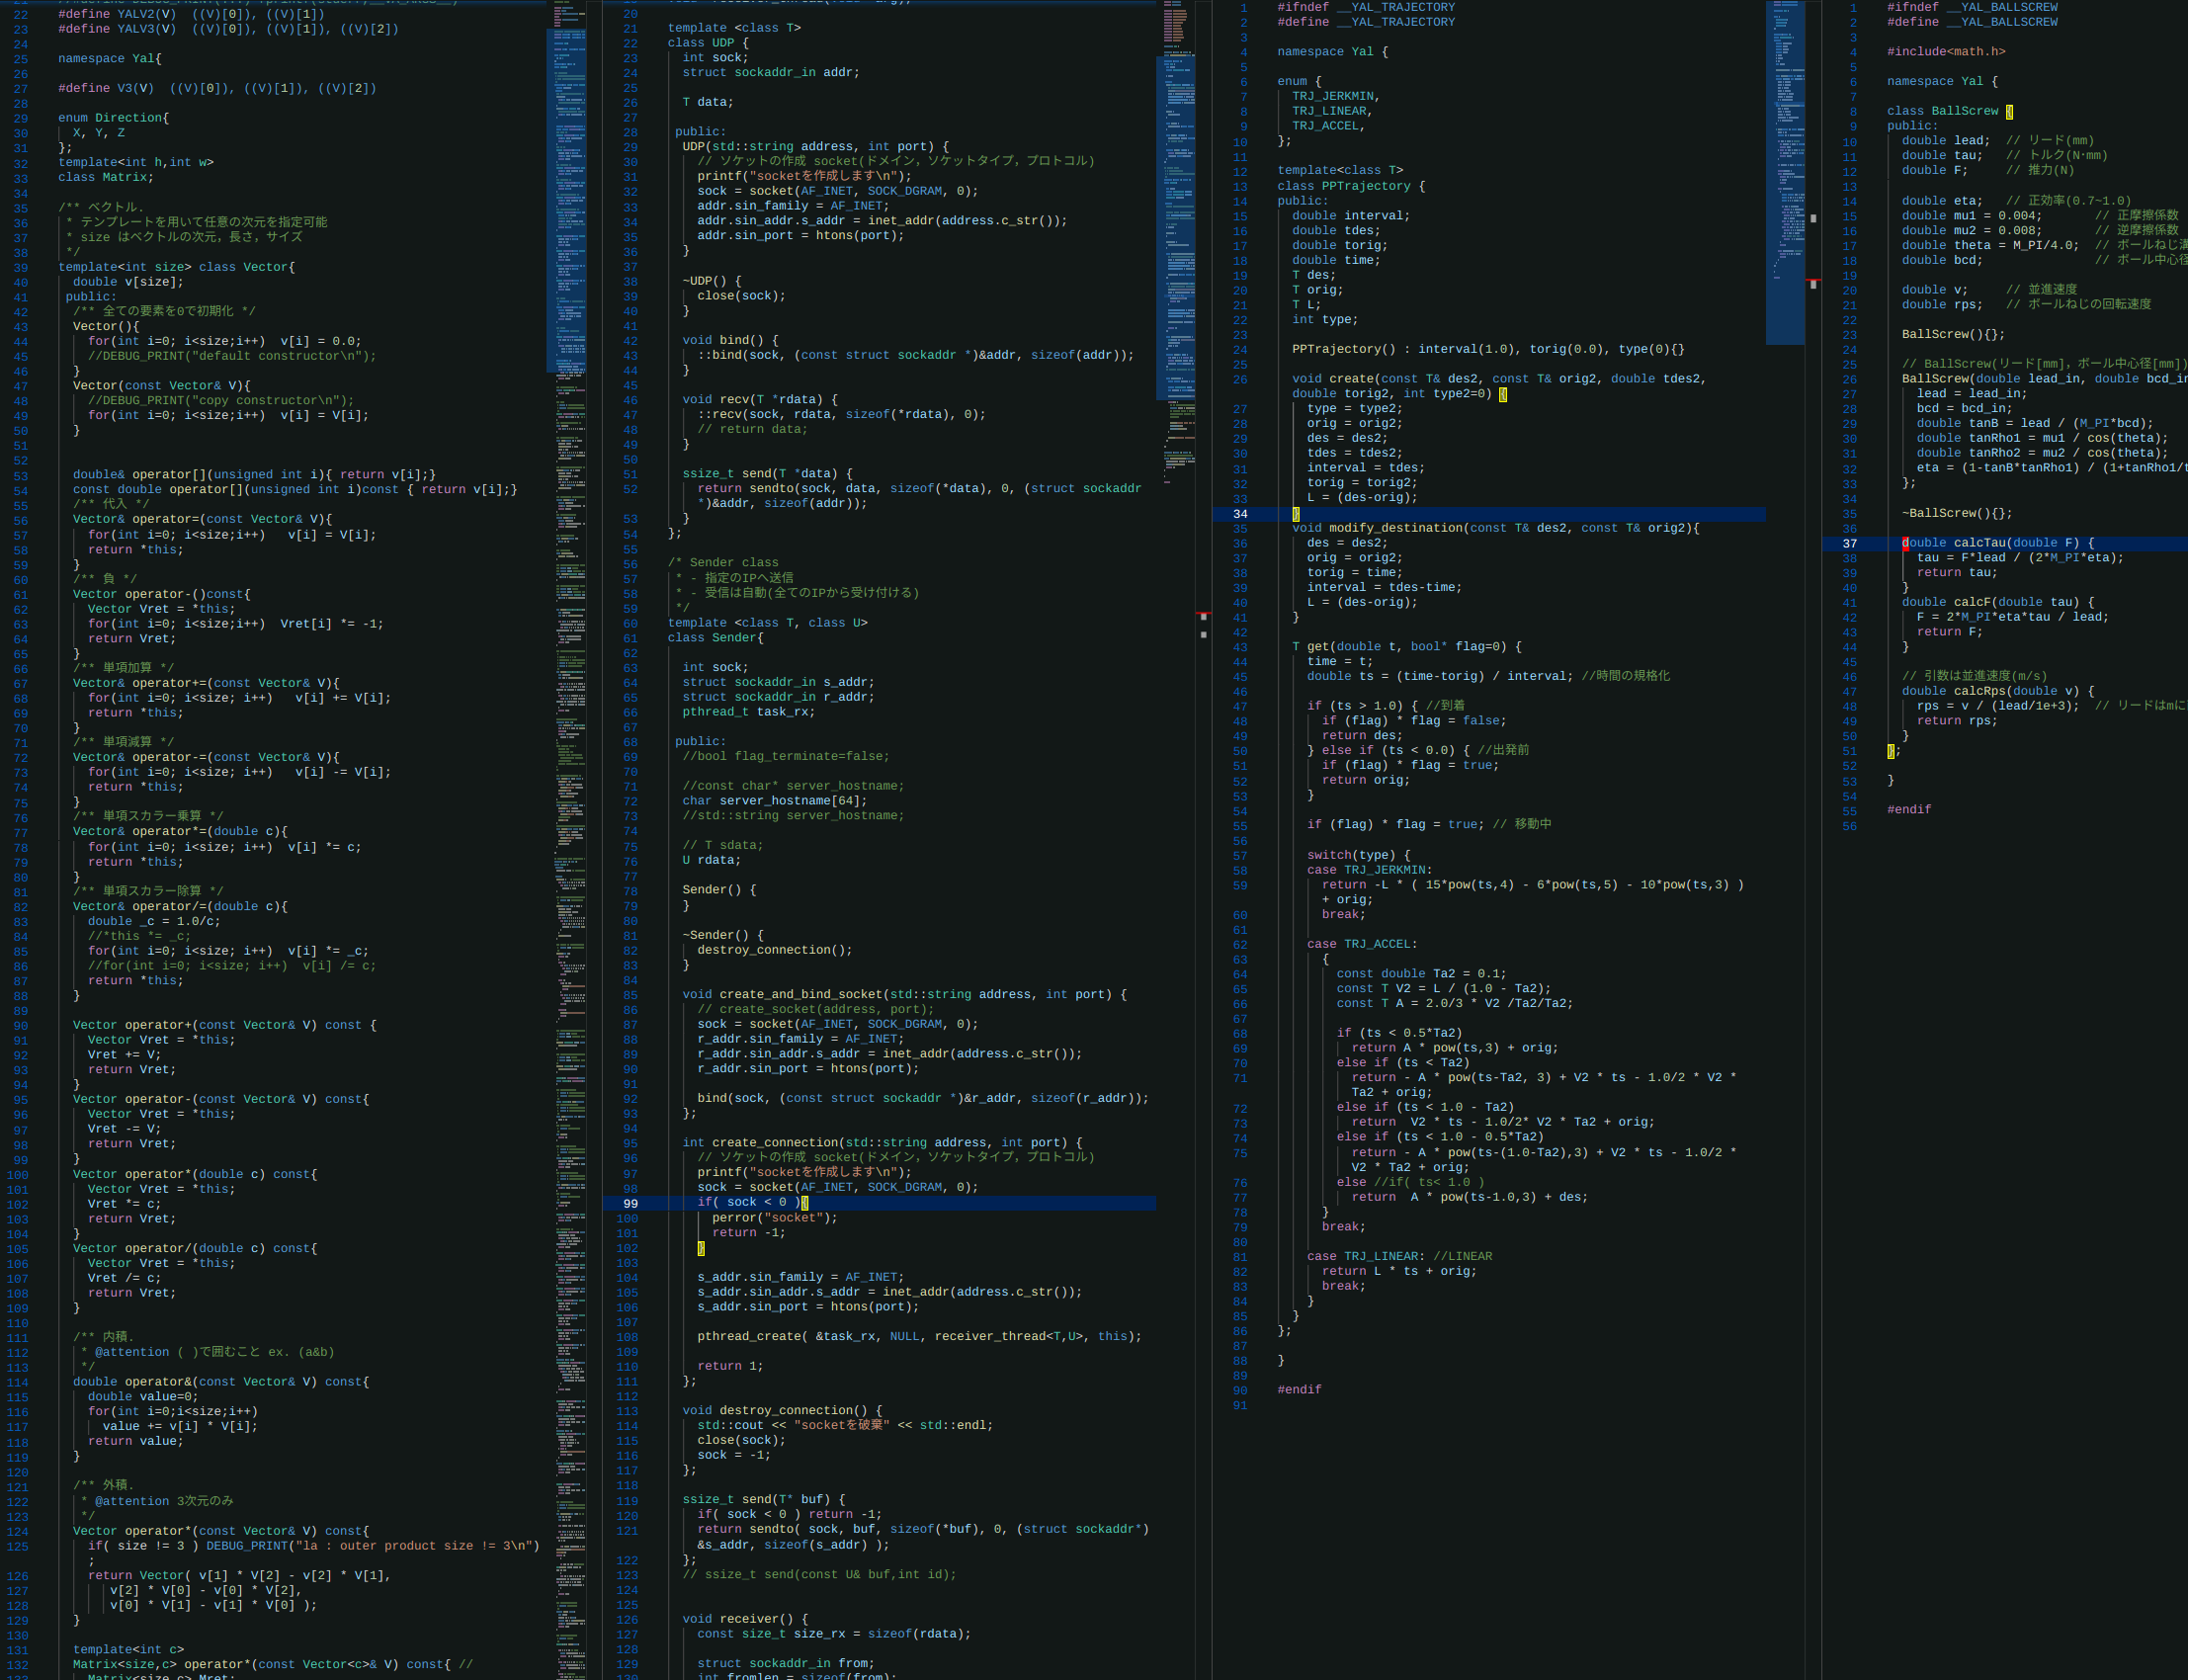 22 #define YALV2(V)  ((V)[0]), ((V)[1])
23 #define YALV3(V)  ((V)[0]), ((V)[1]), ((V)[2])
24
25 namespace Yal{
26
27 #define V3(V)  ((V)[0]), ((V)[1]), ((V)[2])
28
29 enum Direction{
30   X, Y, Z
31 };
32 template<int h,int w>
33 class Matrix;
34
35 /** ベクトル.
36  * テンプレートを用いて任意の次元を指定可能
37  * size はベクトルの次元，長さ，サイズ
38  */
39 template<int size> class Vector{
40   double v[size];
41  public:
42   /** 全ての要素を0で初期化 */
43   Vector(){
44     for(int i=0; i<size;i++)  v[i] = 0.0;
45     //DEBUG_PRINT("default constructor\n");
46   }
47   Vector(const Vector& V){
48     //DEBUG_PRINT("copy constructor\n");
49     for(int i=0; i<size;i++)  v[i] = V[i];
50   }
51
52
53   double& operator[](unsigned int i){ return v[i];}
54   const double operator[](unsigned int i)const { return v[i];}
55   /** 代入 */
56   Vector& operator=(const Vector& V){
57     for(int i=0; i<size;i++)   v[i] = V[i];
58     return *this;
59   }
60   /** 負 */
61   Vector operator-()const{
62     Vector Vret = *this;
63     for(int i=0; i<size;i++)  Vret[i] *= -1;
64     return Vret;
65   }
66   /** 単項加算 */
67   Vector& operator+=(const Vector& V){
68     for(int i=0; i<size; i++)   v[i] += V[i];
69     return *this;
70   }
71   /** 単項減算 */
72   Vector& operator-=(const Vector& V){
73     for(int i=0; i<size; i++)   v[i] -= V[i];
74     return *this;
75   }
76   /** 単項スカラー乗算 */
77   Vector& operator*=(double c){
78     for(int i=0; i<size; i++)  v[i] *= c;
79     return *this;
80   }
81   /** 単項スカラー除算 */
82   Vector& operator/=(double c){
83     double _c = 1.0/c;
84     //*this *= _c;
85     for(int i=0; i<size; i++)  v[i] *= _c;
86     //for(int i=0; i<size; i++)  v[i] /= c;
87     return *this;
88   }
89
90   Vector operator+(const Vector& V) const {
91     Vector Vret = *this;
92     Vret += V;
93     return Vret;
94   }
95   Vector operator-(const Vector& V) const{
96     Vector Vret = *this;
97     Vret -= V;
98     return Vret;
99   }
100   Vector operator*(double c) const{
101     Vector Vret = *this;
102     Vret *= c;
103     return Vret;
104   }
105   Vector operator/(double c) const{
106     Vector Vret = *this;
107     Vret /= c;
108     return Vret;
109   }
110
111   /** 内積.
112    * @attention ( )で囲むこと ex. (a&b)
113    */
114   double operator&(const Vector& V) const{
115     double value=0;
116     for(int i=0;i<size;i++)
117       value += v[i] * V[i];
118     return value;
119   }
120
121   /** 外積.
122    * @attention 3次元のみ
123    */
124   Vector operator*(const Vector& V) const{
125     if( size != 3 ) DEBUG_PRINT("la : outer product size != 3\n")
;
126     return Vector( v[1] * V[2] - v[2] * V[1],
127        v[2] * V[0] - v[0] * V[2],
128        v[0] * V[1] - v[1] * V[0] );
129   }
130
131   template<int c>
132   Matrix<size,c> operator*(const Vector<c>& V) const{ //
133     Matrix<size,c> Mret;
20
21 template <class T>
22 class UDP {
23   int sock;
24   struct sockaddr_in addr;
25
26   T data;
27
28  public:
29   UDP(std::string address, int port) {
30     // ソケットの作成 socket(ドメイン，ソケットタイプ，プロトコル)
31     printf("socketを作成します\n");
32     sock = socket(AF_INET, SOCK_DGRAM, 0);
33     addr.sin_family = AF_INET;
34     addr.sin_addr.s_addr = inet_addr(address.c_str());
35     addr.sin_port = htons(port);
36   }
37
38   ~UDP() {
39     close(sock);
40   }
41
42   void bind() {
43     ::bind(sock, (const struct sockaddr *)&addr, sizeof(addr));
44   }
45
46   void recv(T *rdata) {
47     ::recv(sock, rdata, sizeof(*rdata), 0);
48     // return data;
49   }
50
51   ssize_t send(T *data) {
52     return sendto(sock, data, sizeof(*data), 0, (struct sockaddr
*)&addr, sizeof(addr));
53   }
54 };
55
56 /* Sender class
57  * - 指定のIPへ送信
58  * - 受信は自動(全てのIPから受け付ける)
59  */
60 template <class T, class U>
61 class Sender{
62
63   int sock;
64   struct sockaddr_in s_addr;
65   struct sockaddr_in r_addr;
66   pthread_t task_rx;
67
68  public:
69   //bool flag_terminate=false;
70
71   //const char* server_hostname;
72   char server_hostname[64];
73   //std::string server_hostname;
74
75   // T sdata;
76   U rdata;
77
78   Sender() {
79   }
80
81   ~Sender() {
82     destroy_connection();
83   }
84
85   void create_and_bind_socket(std::string address, int port) {
86     // create_socket(address, port);
87     sock = socket(AF_INET, SOCK_DGRAM, 0);
88     r_addr.sin_family = AF_INET;
89     r_addr.sin_addr.s_addr = inet_addr(address.c_str());
90     r_addr.sin_port = htons(port);
91
92     bind(sock, (const struct sockaddr *)&r_addr, sizeof(r_addr));
93   };
94
95   int create_connection(std::string address, int port) {
96     // ソケットの作成 socket(ドメイン，ソケットタイプ，プロトコル)
97     printf("socketを作成します\n");
98     sock = socket(AF_INET, SOCK_DGRAM, 0);
99     if( sock < 0 ){
100       perror("socket");
101       return -1;
102     }
103
104     s_addr.sin_family = AF_INET;
105     s_addr.sin_addr.s_addr = inet_addr(address.c_str());
106     s_addr.sin_port = htons(port);
107
108     pthread_create( &task_rx, NULL, receiver_thread<T,U>, this);
109
110     return 1;
111   };
112
113   void destroy_connection() {
114     std::cout << "socketを破棄" << std::endl;
115     close(sock);
116     sock = -1;
117   };
118
119   ssize_t send(T* buf) {
120     if( sock < 0 ) return -1;
121     return sendto( sock, buf, sizeof(*buf), 0, (struct sockaddr*)
&s_addr, sizeof(s_addr) );
122   };
123   // ssize_t send(const U& buf,int id);
124
125
126   void receiver() {
127     const size_t size_rx = sizeof(rdata);
128
129     struct sockaddr_in from;
130     int fromlen = sizeof(from);
1 #ifndef __YAL_TRAJECTORY
2 #define __YAL_TRAJECTORY
3
4 namespace Yal {
5
6 enum {
7   TRJ_JERKMIN,
8   TRJ_LINEAR,
9   TRJ_ACCEL,
10 };
11
12 template<class T>
13 class PPTrajectory {
14 public:
15   double interval;
16   double tdes;
17   double torig;
18   double time;
19   T des;
20   T orig;
21   T L;
22   int type;
23
24   PPTrajectory() : interval(1.0), torig(0.0), type(0){}
25
26   void create(const T& des2, const T& orig2, double tdes2,
double torig2, int type2=0) {
27     type = type2;
28     orig = orig2;
29     des = des2;
30     tdes = tdes2;
31     interval = tdes;
32     torig = torig2;
33     L = (des-orig);
34   }
35   void modify_destination(const T& des2, const T& orig2){
36     des = des2;
37     orig = orig2;
38     torig = time;
39     interval = tdes-time;
40     L = (des-orig);
41   }
42
43   T get(double t, bool* flag=0) {
44     time = t;
45     double ts = (time-torig) / interval; //時間の規格化
46
47     if (ts > 1.0) { //到着
48       if (flag) * flag = false;
49       return des;
50     } else if (ts < 0.0) { //出発前
51       if (flag) * flag = true;
52       return orig;
53     }
54
55     if (flag) * flag = true; // 移動中
56
57     switch(type) {
58     case TRJ_JERKMIN:
59       return -L * ( 15*pow(ts,4) - 6*pow(ts,5) - 10*pow(ts,3) )
+ orig;
60       break;
61
62     case TRJ_ACCEL:
63       {
64         const double Ta2 = 0.1;
65         const T V2 = L / (1.0 - Ta2);
66         const T A = 2.0/3 * V2 /Ta2/Ta2;
67
68         if (ts < 0.5*Ta2)
69           return A * pow(ts,3) + orig;
70         else if (ts < Ta2)
71           return - A * pow(ts-Ta2, 3) + V2 * ts - 1.0/2 * V2 *
Ta2 + orig;
72         else if (ts < 1.0 - Ta2)
73           return  V2 * ts - 1.0/2* V2 * Ta2 + orig;
74         else if (ts < 1.0 - 0.5*Ta2)
75           return - A * pow(ts-(1.0-Ta2),3) + V2 * ts - 1.0/2 *
V2 * Ta2 + orig;
76         else //if( ts< 1.0 )
77           return  A * pow(ts-1.0,3) + des;
78       }
79       break;
80
81     case TRJ_LINEAR: //LINEAR
82       return L * ts + orig;
83       break;
84     }
85   }
86 };
87
88 }
89
90 #endif
91
1 #ifndef __YAL_BALLSCREW
2 #define __YAL_BALLSCREW
3
4 #include<math.h>
5
6 namespace Yal {
7
8 class BallScrew {
9 public:
10   double lead;  // リード(mm)
11   double tau;   // トルク(N·mm)
12   double F;     // 推力(N)
13
14   double eta;   // 正効率(0.7~1.0)
15   double mu1 = 0.004;       // 正摩擦係数
16   double mu2 = 0.008;       // 逆摩擦係数
17   double theta = M_PI/4.0;  // ボールねじ溝
18   double bcd;               // ボール中心径
19
20   double v;     // 並進速度
21   double rps;   // ボールねじの回転速度
22
23   BallScrew(){};
24
25   // BallScrew(リード[mm]，ボール中心径[mm])
26   BallScrew(double lead_in, double bcd_in
27     lead = lead_in;
28     bcd = bcd_in;
29     double tanB = lead / (M_PI*bcd);
30     double tanRho1 = mu1 / cos(theta);
31     double tanRho2 = mu2 / cos(theta);
32     eta = (1-tanB*tanRho1) / (1+tanRho1/t
33   };
34
35   ~BallScrew(){};
36
37   double calcTau(double F) {
38     tau = F*lead / (2*M_PI*eta);
39     return tau;
40   }
41   double calcF(double tau) {
42     F = 2*M_PI*eta*tau / lead;
43     return F;
44   }
45
46   // 引数は並進速度(m/s)
47   double calcRps(double v) {
48     rps = v / (lead/1e+3);  // リードはmに
49     return rps;
50   }
51 };
52
53 }
54
55 #endif
56